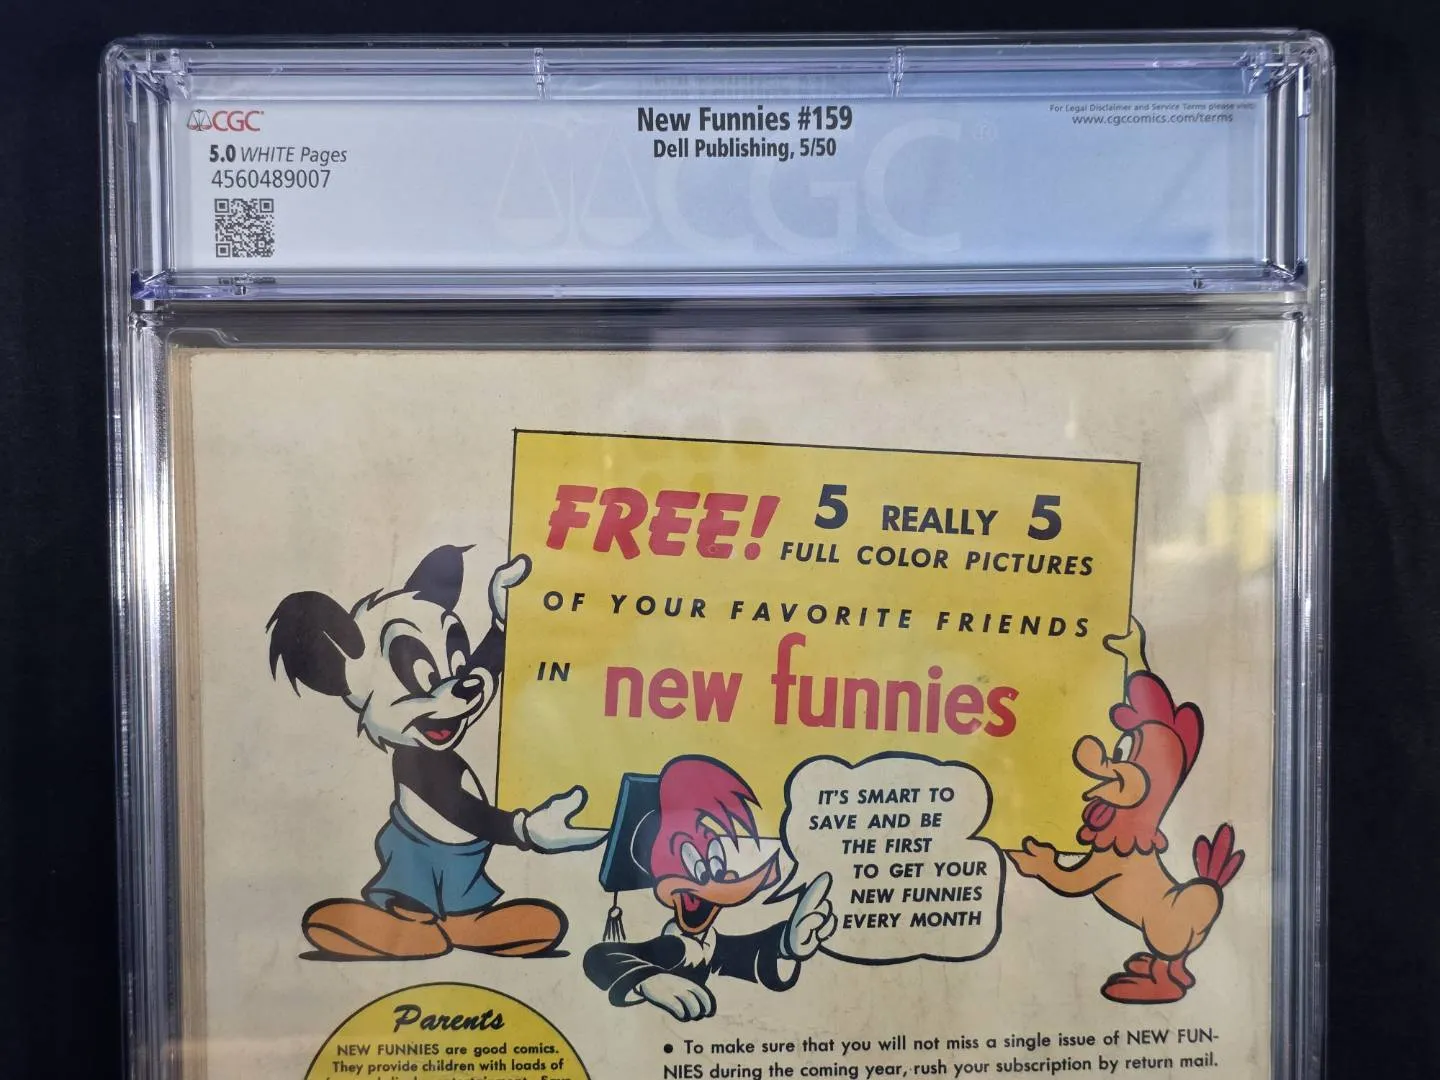 CGC
5.0 WHITE Pages
4560489007
New Funnies #159
Dell Publishing, 5/50
For Legal Disclaimer and Service Terms please visit:
www.cgccomics.com/terms
CGC
FREE! 5 REALLY 5
FULL COLOR PICTURES
OF YOUR FAVORITE FRIENDS
IN new funnies
IT'S SMART TO
SAVE AND BE
THE FIRST
TO GET YOUR
NEW FUNNIES
EVERY MONTH
Parents
NEW FUNNIES are good comics.
They provide children with loads of
• To make sure that you will not miss a single issue of NEW FUN-
NIES during the coming year, rush your subscription by return mail.